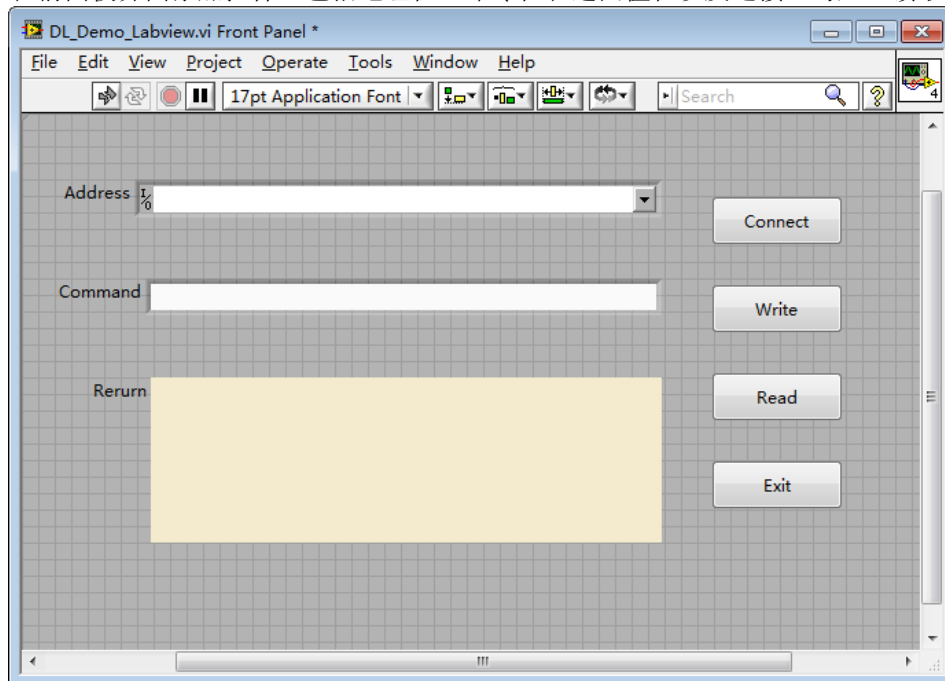 DL_Demo_Labview.vi Front Panel *
File Edit View Project Operate Tools Window Help
17pt Application Font
Search
4
Address
Connect
Command
Write
Rerurn
Read
Exit